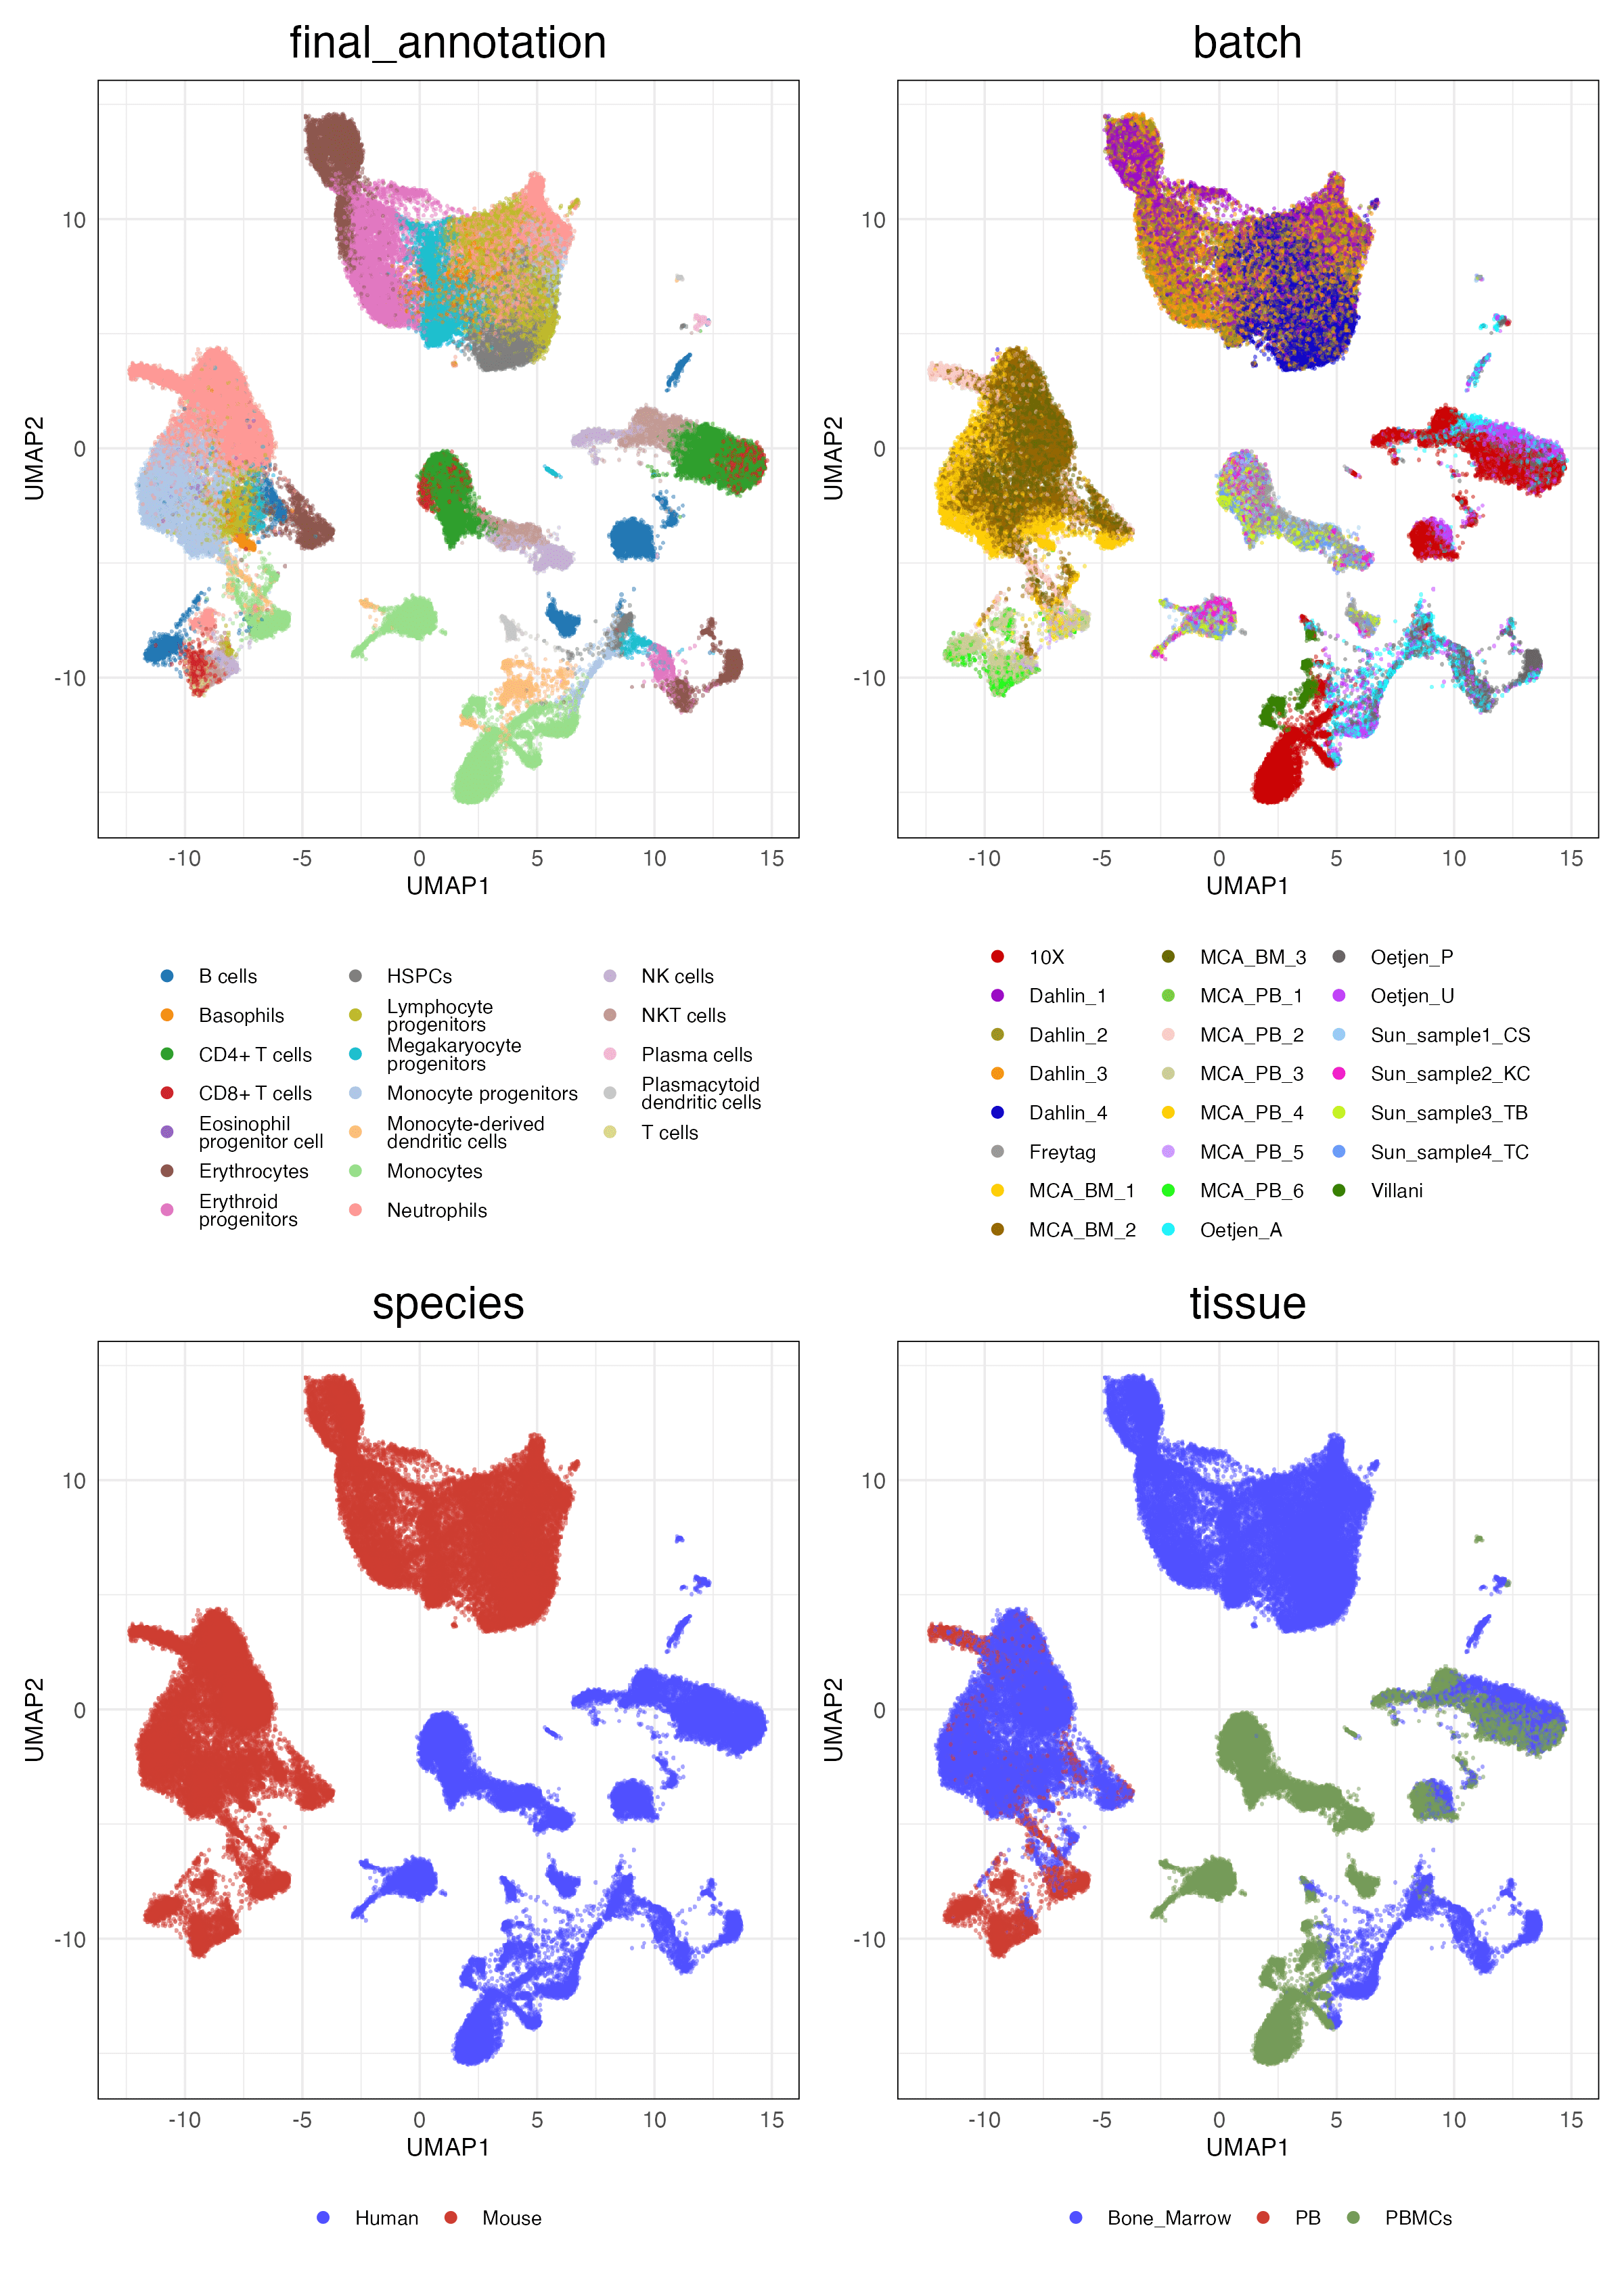 final_annotation
batch
UMAP2
10
0
-10
-10
-5
0
5
10
15
UMAP1
UMAP2
10
0
-10
-10
-5
0
5
10
15
UMAP1
B cells
Basophils
CD4+ T cells
CD8+ T cells
Eosinophil
progenitor cell
Erythrocytes
Erythroid
progenitors
HSPCs
Lymphocyte
progenitors
Megakaryocyte
progenitors
Monocyte progenitors
Monocyte-derived
dendritic cells
Monocytes
Neutrophils
NK cells
NKT cells
Plasma cells
Plasmacytoid
dendritic cells
T cells
10X
Dahlin_1
Dahlin_2
Dahlin_3
Dahlin_4
Freytag
MCA_BM_1
MCA_BM_2
MCA_BM_3
MCA_PB_1
MCA_PB_2
MCA_PB_3
MCA_PB_4
MCA_PB_5
MCA_PB_6
Oetjen_A
Oetjen_P
Oetjen_U
Sun_sample1_CS
Sun_sample2_KC
Sun_sample3_TB
Sun_sample4_TC
Villani
species
tissue
UMAP2
10
0
-10
-10
-5
0
5
10
15
UMAP1
UMAP2
10
0
-10
-10
-5
0
5
10
15
UMAP1
Human
Mouse
Bone_Marrow
PB
PBMCs